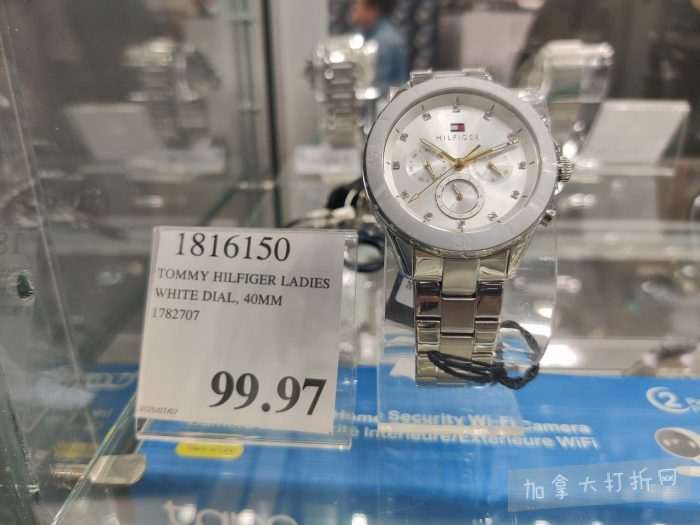 HILFIGER
1816150
TOMMY HILFIGER LADIES
WHITE DIAL, 40MM
1782707
99.97
Home Security Wi-Fi Camera
Intérieure/Extérieure WiFi
加拿大打折网